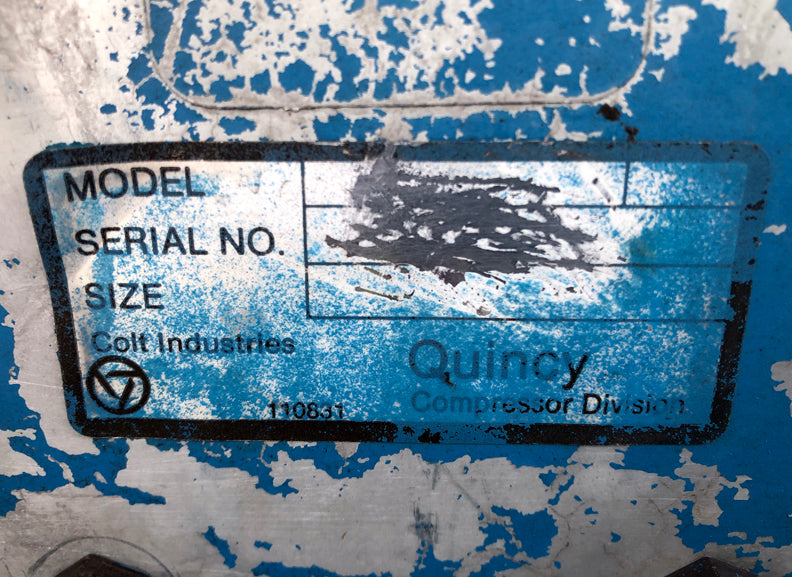 MODEL
SERIAL NO.
SIZE
Colt Industries
Quincy
110831 Compressor Division